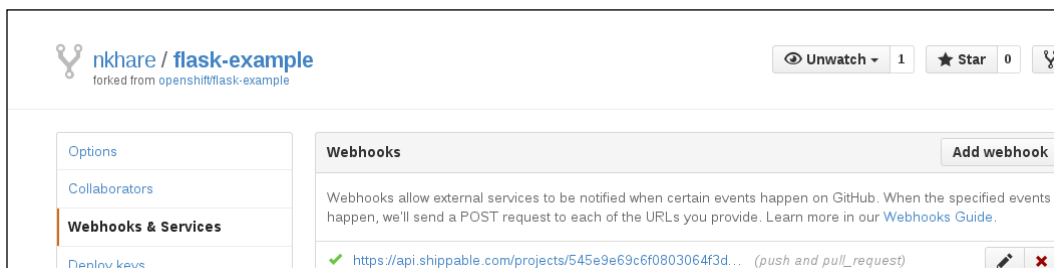 nkhare / flask-example
forked from openshift/flask-example
Unwatch 1 Star 0
Options
Collaborators
Webhooks & Services
Deploy keys
Webhooks
Add webhook
Webhooks allow external services to be notified when certain events happen on GitHub. When the specified events
happen, we'll send a POST request to each of the URLs you provide. Learn more in our Webhooks Guide.
https://api.shippable.com/projects/545e9e69c6f0803064f3d... (push and pull_request)